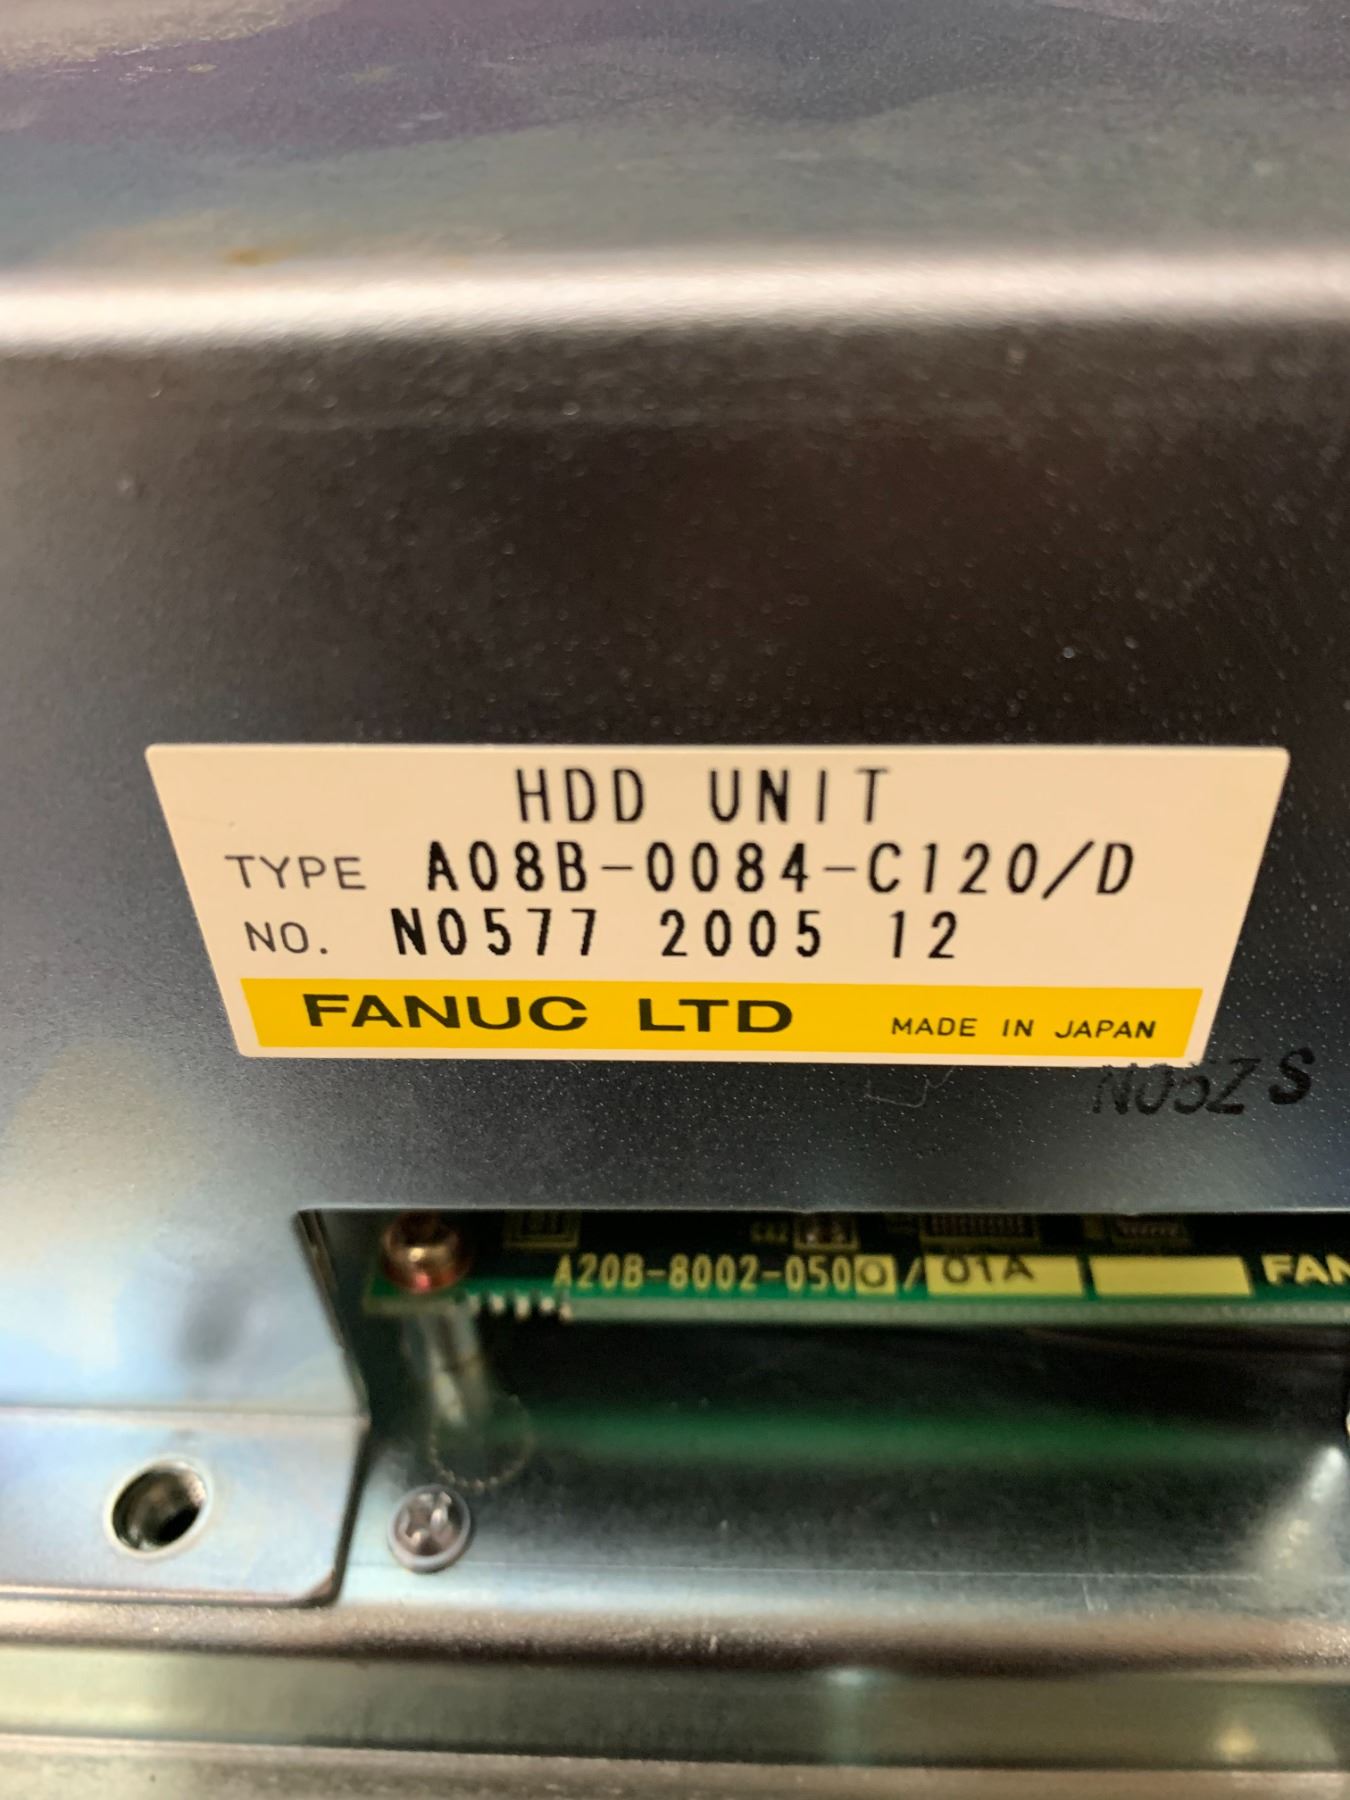 HDD UNIT
TYPE A08B-0084-C120/D
NO. N0577 2005 12
FANUC LTD MADE IN JAPAN
N05Z S
A20B-8002-0500/01A FAN